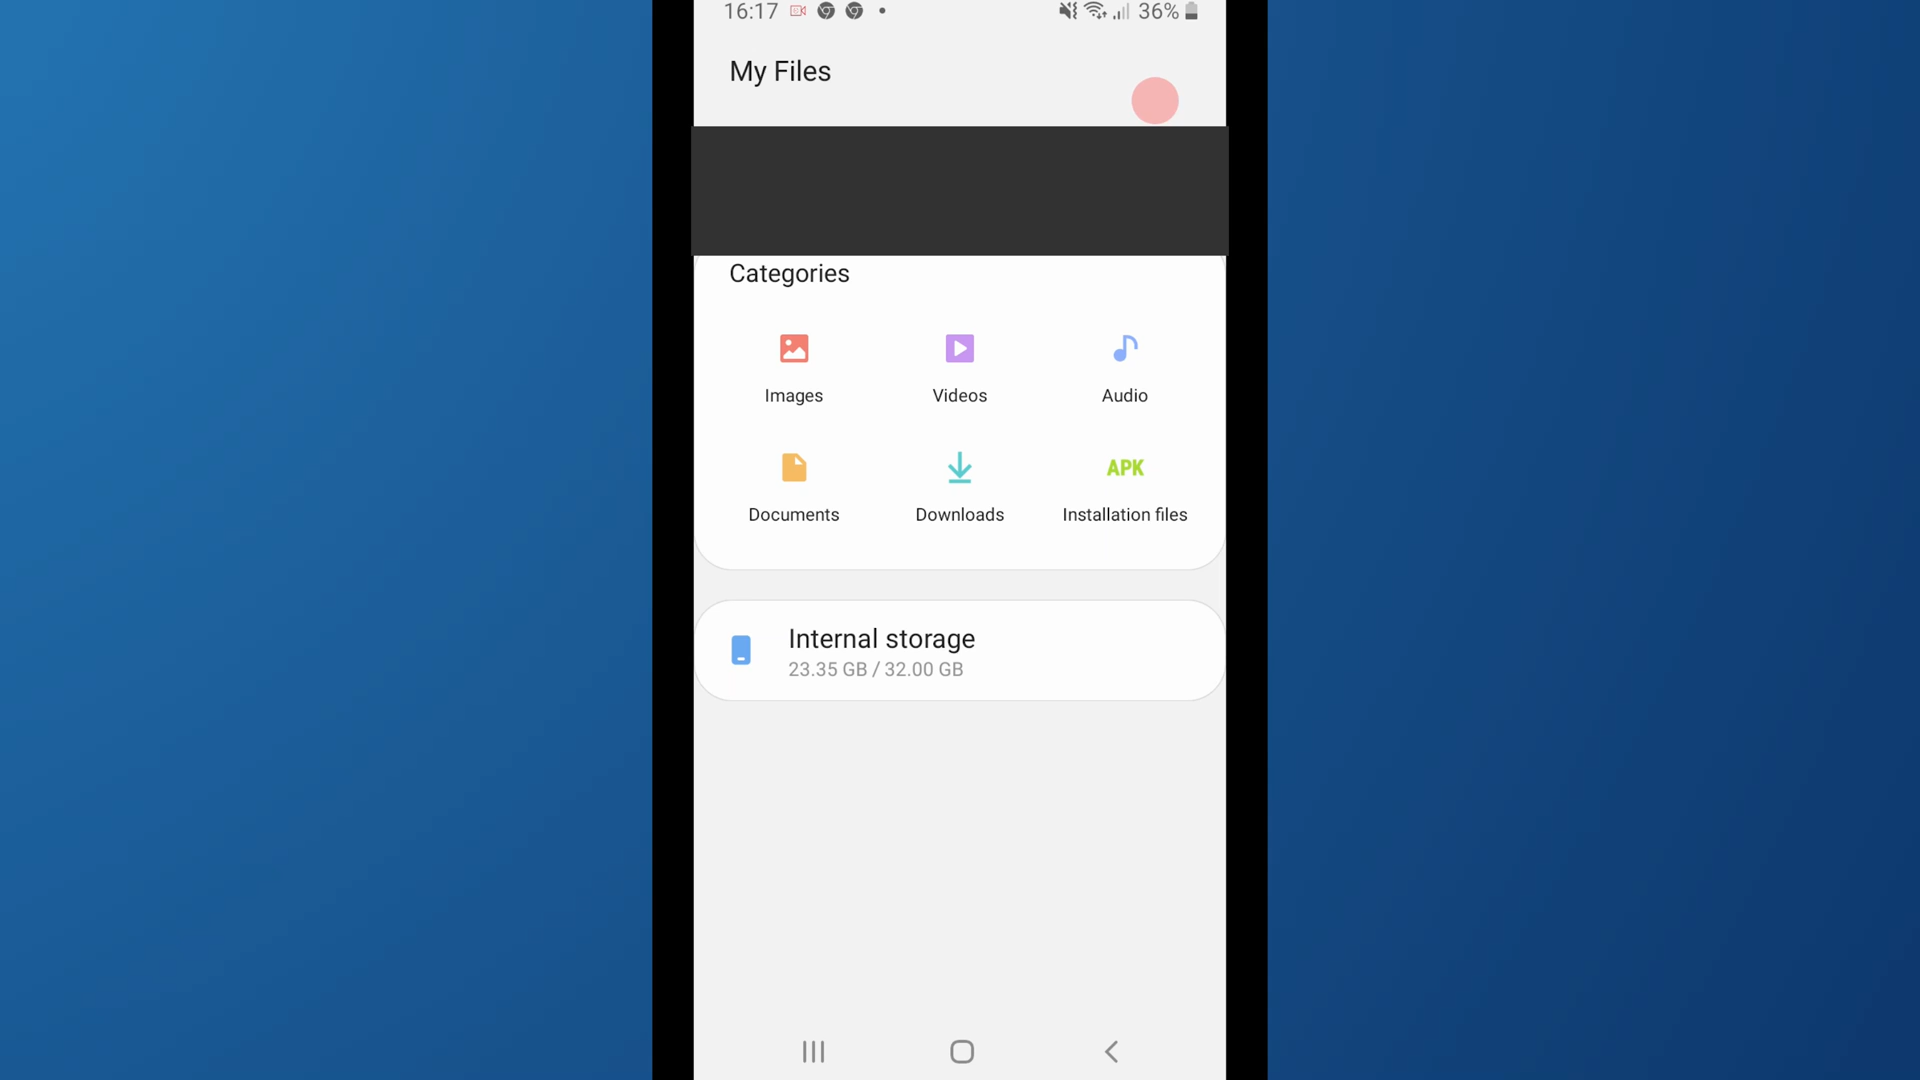 16:17
36%
My Files
Categories
Images
Videos
Audio
Documents
Downloads
APK
Installation files
Internal storage
23.35 GB / 32.00 GB